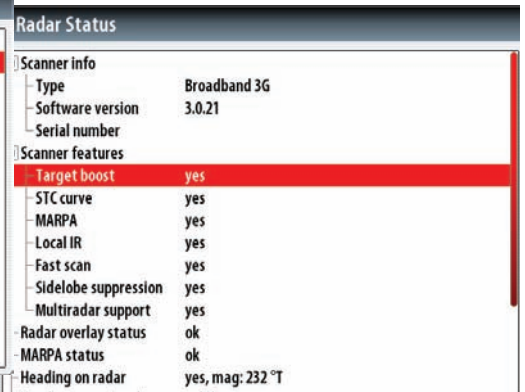 Radar Status
Scanner info
Type Broadband 3G
Software version 3.0.21
Serial number
Scanner features
Target boost yes
STC curve yes
MARPA yes
Local IR yes
Fast scan yes
Sidelobe suppression yes
Multiradar support yes
Radar overlay status ok
MARPA status ok
Heading on radar yes, mag: 232 °T